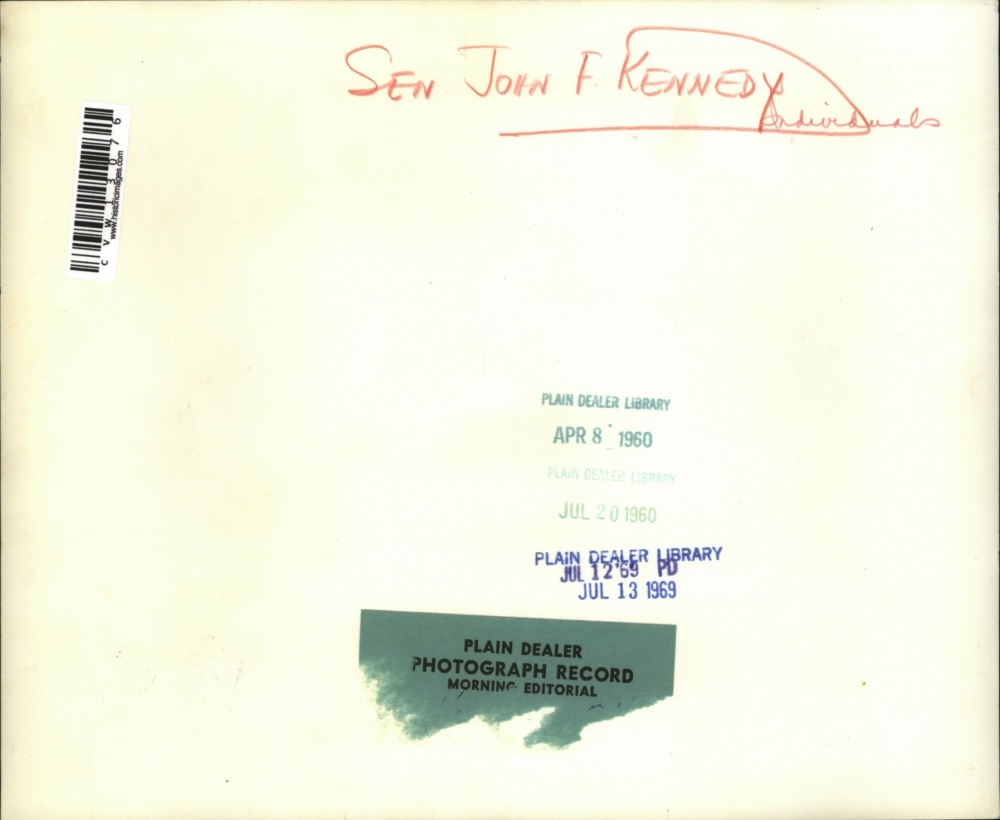 SEN JOHN F. KENNEDY
Individuals
cvw13076
www.historicimages.com
PLAIN DEALER LIBRARY
APR 8 1960
PLAIN DEALER LIBRARY
JUL 20 1960
PLAIN DEALER LIBRARY
JUL 12 '69 PD
JUL 13 1969
PLAIN DEALER
PHOTOGRAPH RECORD
MORNING EDITORIAL